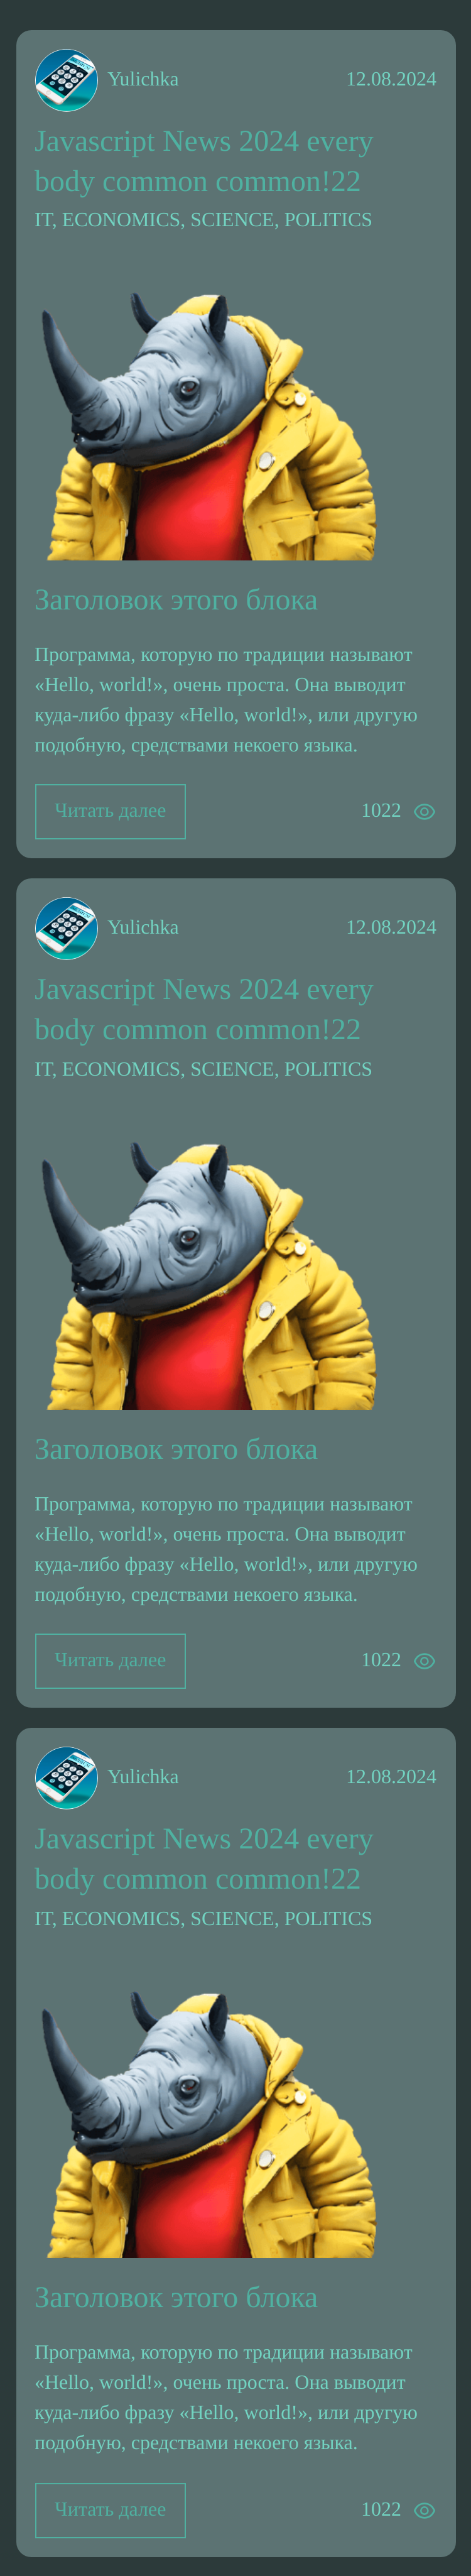 Yulichka 12.08.2024
Javascript News 2024 every
body common common!22
IT, ECONOMICS, SCIENCE, POLITICS
Заголовок этого блока
Программа, которую по традиции называют
«Hello, world!», очень проста. Она выводит
куда-либо фразу «Hello, world!», или другую
подобную, средствами некоего языка.
Читать далее 1022
Yulichka 12.08.2024
Javascript News 2024 every
body common common!22
IT, ECONOMICS, SCIENCE, POLITICS
Заголовок этого блока
Программа, которую по традиции называют
«Hello, world!», очень проста. Она выводит
куда-либо фразу «Hello, world!», или другую
подобную, средствами некоего языка.
Читать далее 1022
Yulichka 12.08.2024
Javascript News 2024 every
body common common!22
IT, ECONOMICS, SCIENCE, POLITICS
Заголовок этого блока
Программа, которую по традиции называют
«Hello, world!», очень проста. Она выводит
куда-либо фразу «Hello, world!», или другую
подобную, средствами некоего языка.
Читать далее 1022